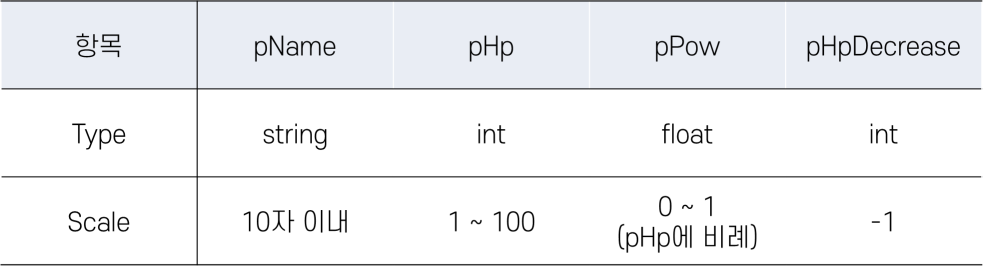 항목 pName pHp pPow pHpDecrease
Type string int float int
Scale 10자 이내 1 ~ 100 0 ~ 1 -1
(pHp에 비례)